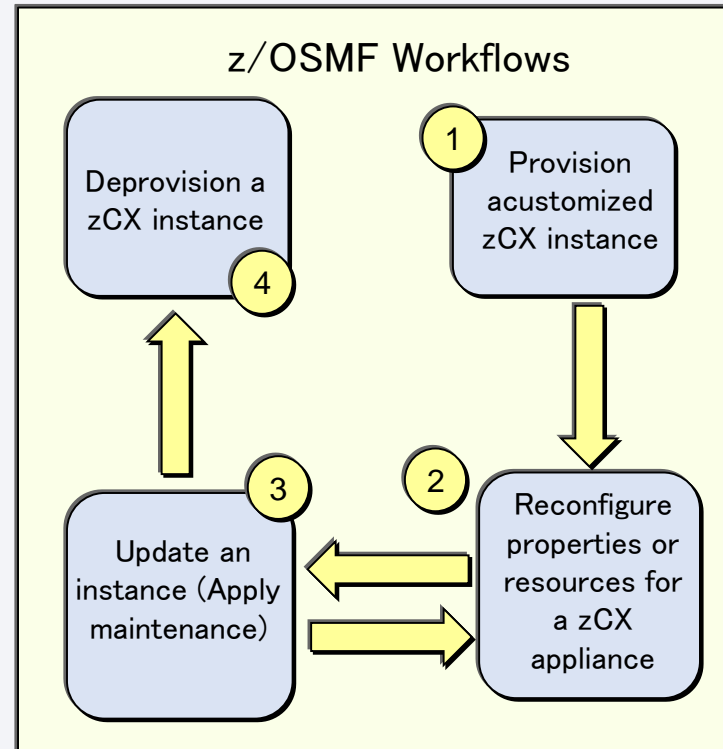 z/OSMF Workflows
1
Provision
acustomized
zCX instance
2
Reconfigure
properties or
resources for
a zCX
appliance
3
Update an
instance (Apply
maintenance)
4
Deprovision a
zCX instance